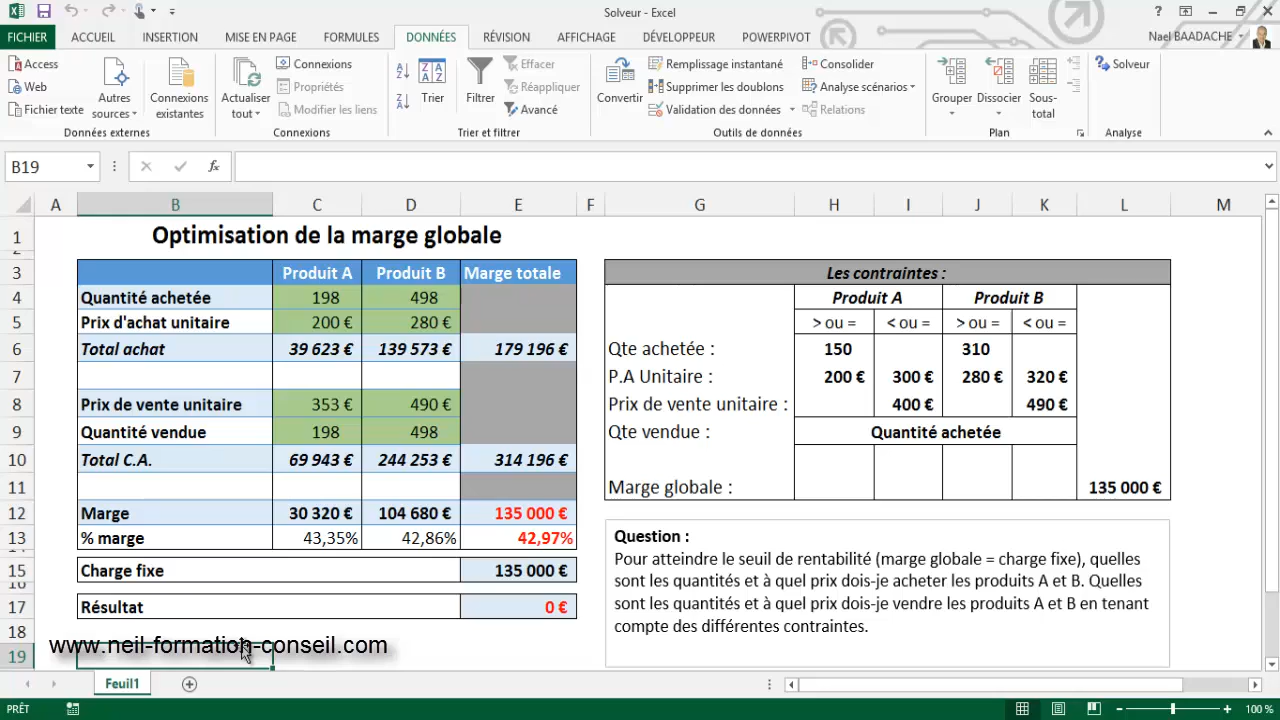 Solveur - Excel
FICHIER ACCUEIL INSERTION MISE EN PAGE FORMULES DONNÉES RÉVISION AFFICHAGE DÉVELOPPEUR POWERPIVOT Nael BAADACHE
Access
Web
Fichier texte
Autres sources
Connexions existantes
Données externes
Actualiser tout
Connexions
Propriétés
Modifier les liens
Connexions
Trier
Filtrer
Effacer
Réappliquer
Avancé
Trier et filtrer
Convertir
Remplissage instantané
Supprimer les doublons
Validation des données
Consolider
Analyse scénarios
Relations
Outils de données
Grouper
Dissocier
Sous-total
Plan
Solveur
Analyse
B19 fx
A B C D E F G H I J K L M
1 Optimisation de la marge globale
2
3 Produit A Produit B Marge totale Les contraintes :
4 Quantité achetée 198 498 Produit A Produit B
5 Prix d'achat unitaire 200 € 280 € > ou = < ou = > ou = < ou =
6 Total achat 39 623 € 139 573 € 179 196 € Qte achetée : 150 310
7 P.A Unitaire : 200 € 300 € 280 € 320 €
8 Prix de vente unitaire 353 € 490 € Prix de vente unitaire : 400 € 490 €
9 Quantité vendue 198 498 Qte vendue : Quantité achetée
10 Total C.A. 69 943 € 244 253 € 314 196 €
11 Marge globale : 135 000 €
12 Marge 30 320 € 104 680 € 135 000 €
13 % marge 43,35% 42,86% 42,97%
14
15 Charge fixe 135 000 €
16
17 Résultat 0 €
18
19
Question :
Pour atteindre le seuil de rentabilité (marge globale = charge fixe), quelles
sont les quantités et à quel prix dois-je acheter les produits A et B. Quelles
sont les quantités et à quel prix dois-je vendre les produits A et B en tenant
compte des différentes contraintes.
www.neil-formation-conseil.com
Feuil1
PRÊT 100 %